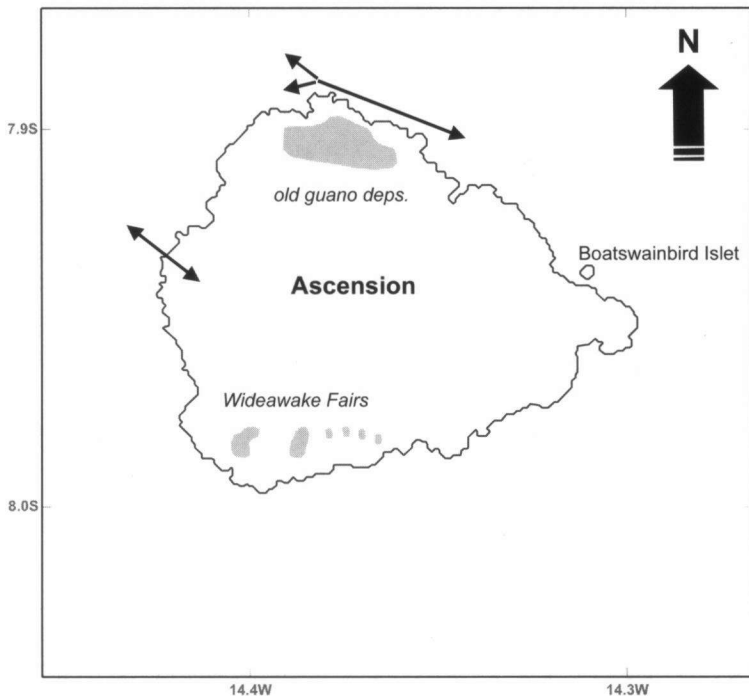 N
7.9S
old guano deps.
Boatswainbird Islet
Ascension
Wideawake Fairs
8.0S
14.4W
14.3W